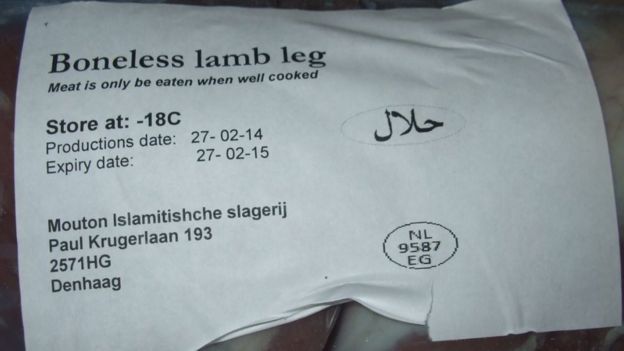 Boneless lamb leg
Meat is only be eaten when well cooked
Store at: -18C
Productions date: 27- 02-14
Expiry date: 27- 02-15
حلال
Mouton Islamitishche slagerij
Paul Krugerlaan 193
2571HG
Denhaag
NL
9587
EG